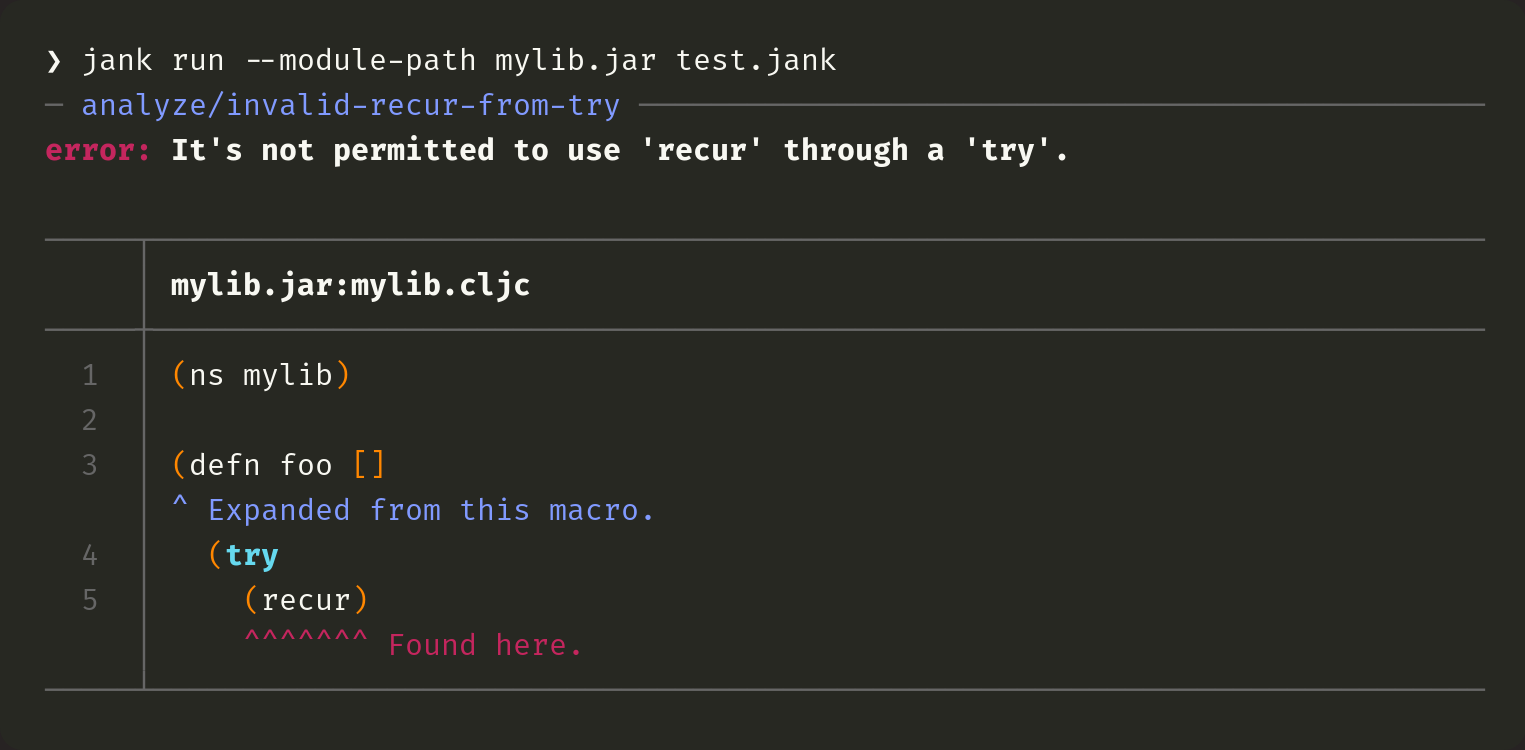 ❯ jank run --module-path mylib.jar test.jank
─ analyze/invalid-recur-from-try ─
error: It's not permitted to use 'recur' through a 'try'.
mylib.jar:mylib.cljc
1 (ns mylib)
2
3 (defn foo []
^ Expanded from this macro.
4 (try
5 (recur)
^^^^^^^ Found here.